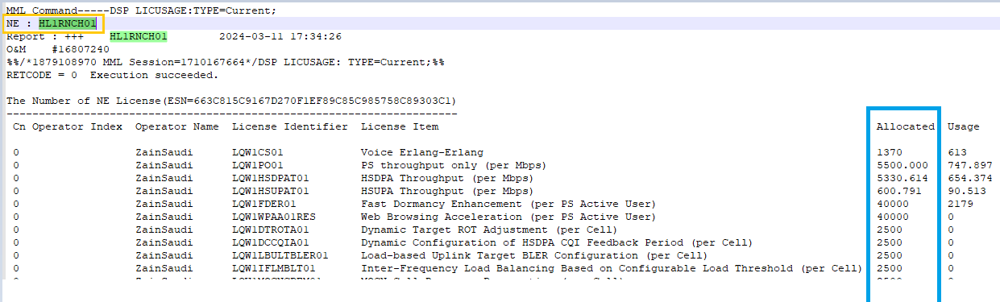 MML Command-----DSP LICUSAGE:TYPE=Current;
NE : HL1RNCH01
Report : +++    HL1RNCH01        2024-03-11 17:34:26
O&M    #16807240
%%/*1879108970 MML Session=1710167664*/DSP LICUSAGE: TYPE=Current;%%
RETCODE = 0  Execution succeeded.
The Number of NE License(ESN=663C815C9167D270F1EF89C85C985758C89303C1)
----------------------------------------------------------------------
Cn Operator Index  Operator Name  License Identifier  License Item  Allocated  Usage
0  ZainSaudi  LQW1CS01  Voice Erlang-Erlang  1370  613
0  ZainSaudi  LQW1PO01  PS throughput only (per Mbps)  5500.000  747.897
0  ZainSaudi  LQW1HSDPAT01  HSDPA Throughput (per Mbps)  5330.614  654.374
0  ZainSaudi  LQW1HSUPAT01  HSUPA Throughput (per Mbps)  600.791  90.513
0  ZainSaudi  LQW1FDER01  Fast Dormancy Enhancement (per PS Active User)  40000  2179
0  ZainSaudi  LQW1WPAA01RES  Web Browsing Acceleration (per PS Active User)  40000  0
0  ZainSaudi  LQW1DTROTA01  Dynamic Target ROT Adjustment (per Cell)  2500  0
0  ZainSaudi  LQW1DCCQIA01  Dynamic Configuration of HSDPA CQI Feedback Period (per Cell)  2500  0
0  ZainSaudi  LQW1LBULTBLER01  Load-based Uplink Target BLER Configuration (per Cell)  2500  0
0  ZainSaudi  LQW1IFLMBLT01  Inter-Frequency Load Balancing Based on Configurable Load Threshold (per Cell)  2500  0